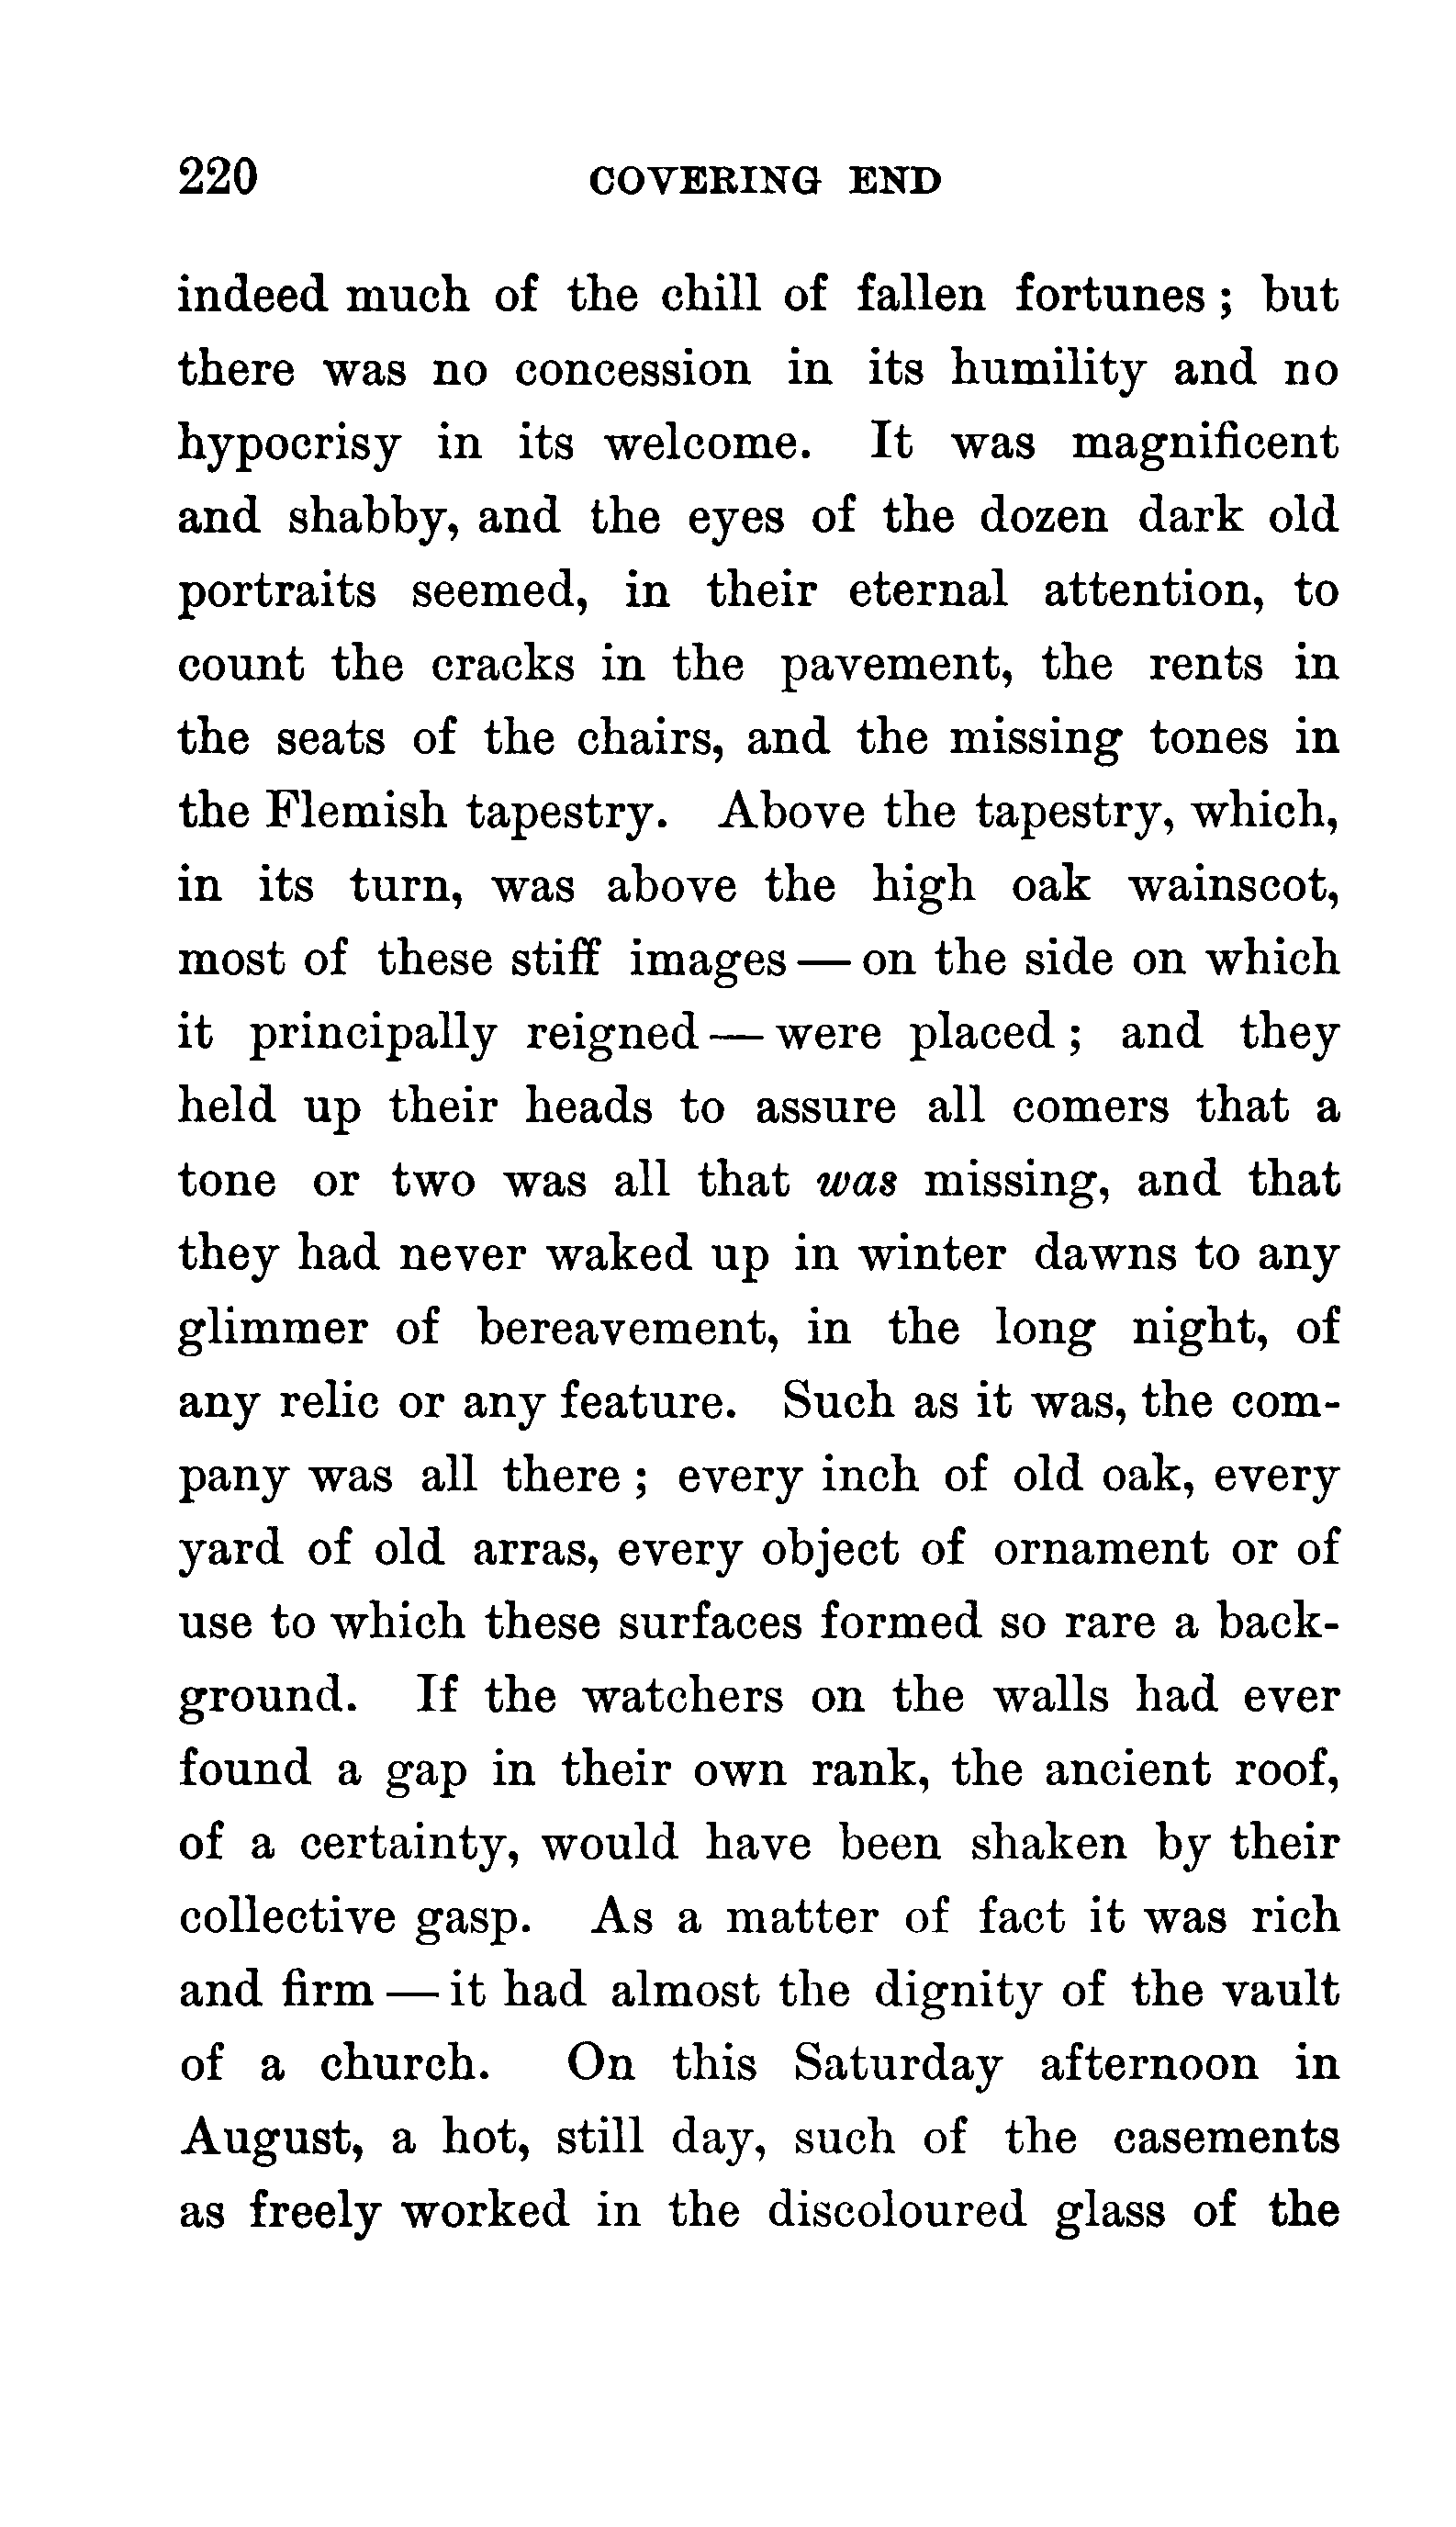 220 COVERING END
indeed much of the chill of fallen fortunes; but
there was no concession in its humility and no
hypocrisy in its welcome. It was magnificent
and shabby, and the eyes of the dozen dark old
portraits seemed, in their eternal attention, to
count the cracks in the pavement, the rents in
the seats of the chairs, and the missing tones in
the Flemish tapestry. Above the tapestry, which,
in its turn, was above the high oak wainscot,
most of these stiff images — on the side on which
it principally reigned — were placed; and they
held up their heads to assure all comers that a
tone or two was all that was missing, and that
they had never waked up in winter dawns to any
glimmer of bereavement, in the long night, of
any relic or any feature. Such as it was, the com-
pany was all there; every inch of old oak, every
yard of old arras, every object of ornament or of
use to which these surfaces formed so rare a back-
ground. If the watchers on the walls had ever
found a gap in their own rank, the ancient roof,
of a certainty, would have been shaken by their
collective gasp. As a matter of fact it was rich
and firm — it had almost the dignity of the vault
of a church. On this Saturday afternoon in
August, a hot, still day, such of the casements
as freely worked in the discoloured glass of the